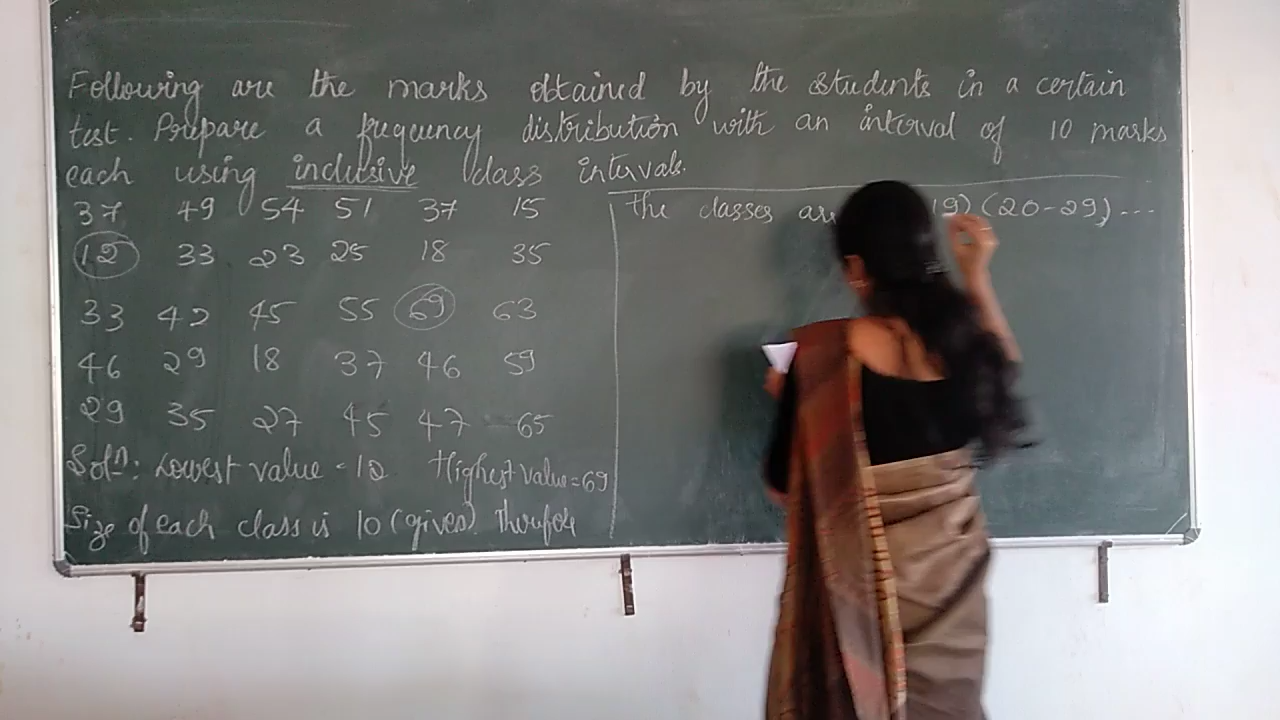 Following are the marks obtained by the students in a certain
test. Prepare a frequency distribution with an interval of 10 marks
each using inclusive class intervals.
37 49 54 51 37 15
12 33 23 25 18 35
33 42 45 55 69 63
46 29 18 37 46 59
29 35 27 45 47 65
Soln: Lowest value = 12 Highest value = 69
Size of each class is 10 (given) Therefore
The classes are 19) (20-29) ...